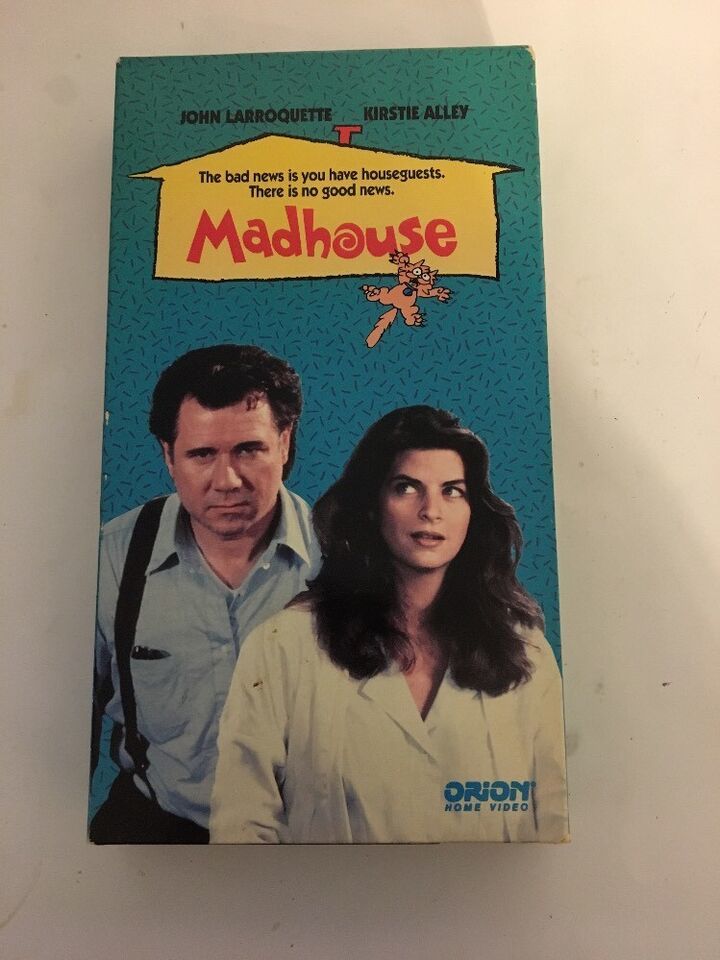 JOHN LARROQUETTE KIRSTIE ALLEY
The bad news is you have houseguests.
There is no good news.
Madhouse
ORION
HOME VIDEO